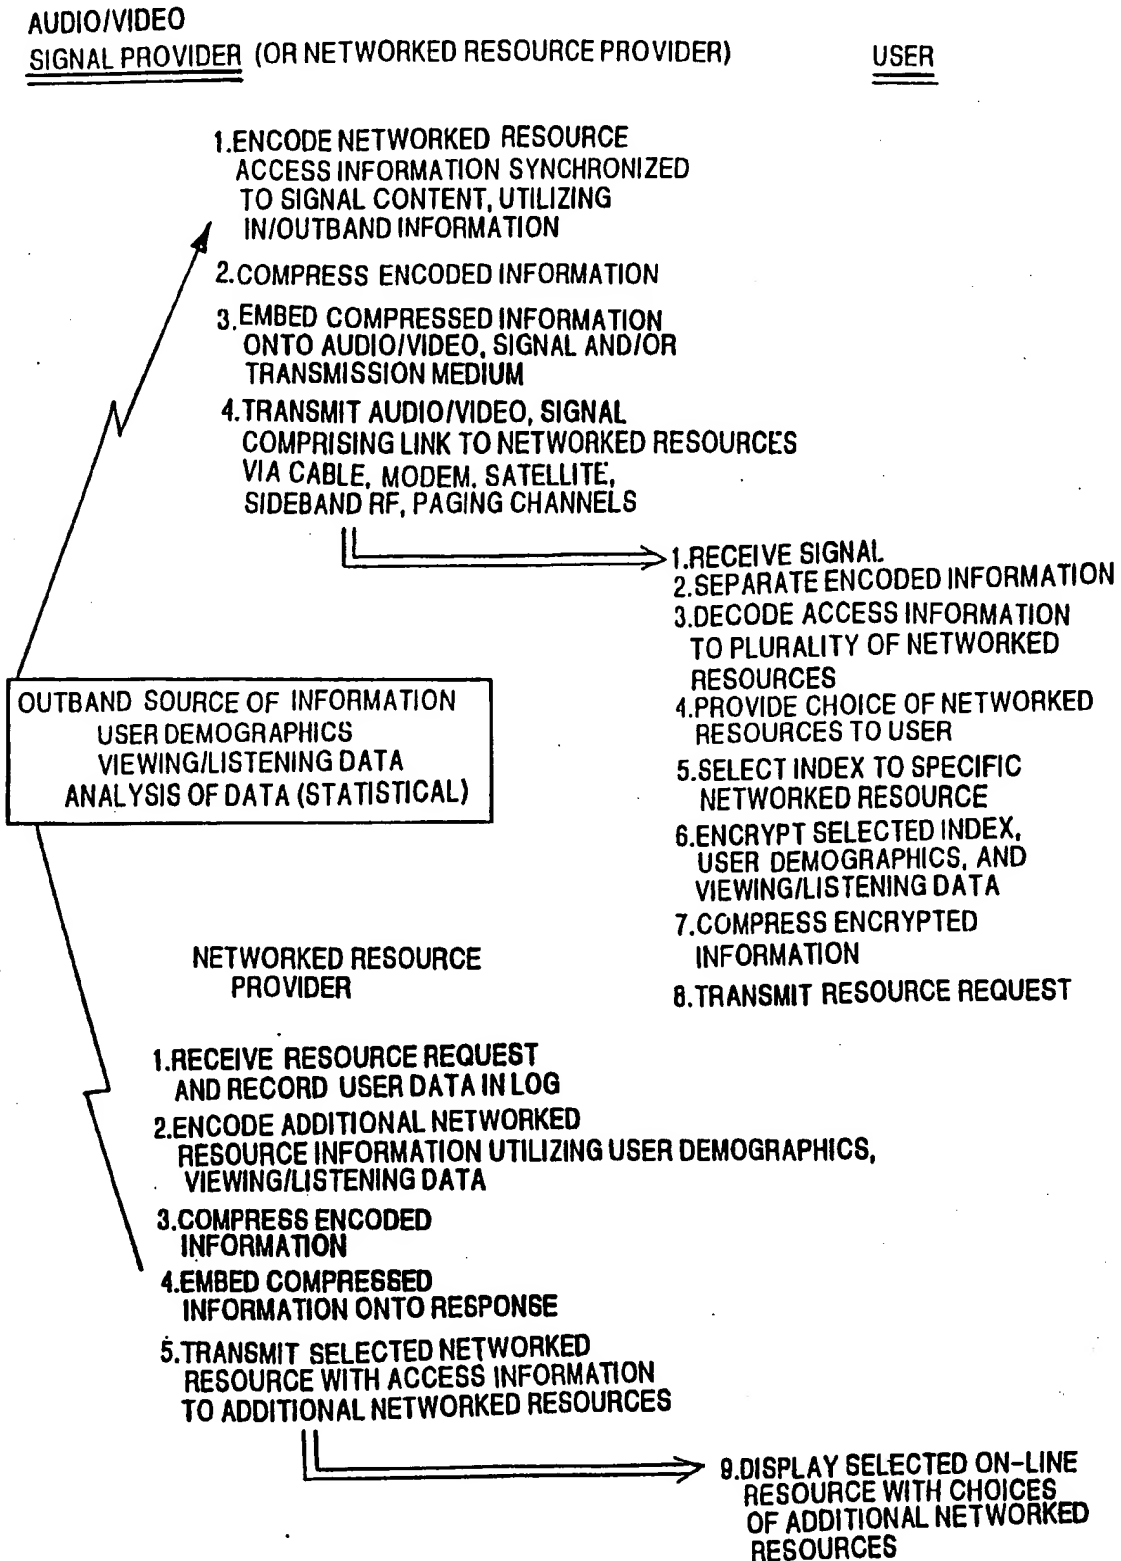 AUDIO/VIDEO
SIGNAL PROVIDER (OR NETWORKED RESOURCE PROVIDER)
USER
1.ENCODE NETWORKED RESOURCE
ACCESS INFORMATION SYNCHRONIZED
TO SIGNAL CONTENT, UTILIZING
IN/OUTBAND INFORMATION
2.COMPRESS ENCODED INFORMATION
3.EMBED COMPRESSED INFORMATION
ONTO AUDIO/VIDEO, SIGNAL AND/OR
TRANSMISSION MEDIUM
4.TRANSMIT AUDIO/VIDEO, SIGNAL
COMPRISING LINK TO NETWORKED RESOURCES
VIA CABLE, MODEM, SATELLITE,
SIDEBAND RF, PAGING CHANNELS
1.RECEIVE SIGNAL
2.SEPARATE ENCODED INFORMATION
3.DECODE ACCESS INFORMATION
TO PLURALITY OF NETWORKED
RESOURCES
4.PROVIDE CHOICE OF NETWORKED
RESOURCES TO USER
5.SELECT INDEX TO SPECIFIC
NETWORKED RESOURCE
6.ENCRYPT SELECTED INDEX,
USER DEMOGRAPHICS, AND
VIEWING/LISTENING DATA
7.COMPRESS ENCRYPTED
INFORMATION
8.TRANSMIT RESOURCE REQUEST
OUTBAND SOURCE OF INFORMATION
USER DEMOGRAPHICS
VIEWING/LISTENING DATA
ANALYSIS OF DATA (STATISTICAL)
NETWORKED RESOURCE
PROVIDER
1.RECEIVE RESOURCE REQUEST
AND RECORD USER DATA IN LOG
2.ENCODE ADDITIONAL NETWORKED
RESOURCE INFORMATION UTILIZING USER DEMOGRAPHICS,
VIEWING/LISTENING DATA
3.COMPRESS ENCODED
INFORMATION
4.EMBED COMPRESSED
INFORMATION ONTO RESPONSE
5.TRANSMIT SELECTED NETWORKED
RESOURCE WITH ACCESS INFORMATION
TO ADDITIONAL NETWORKED RESOURCES
9.DISPLAY SELECTED ON-LINE
RESOURCE WITH CHOICES
OF ADDITIONAL NETWORKED
RESOURCES